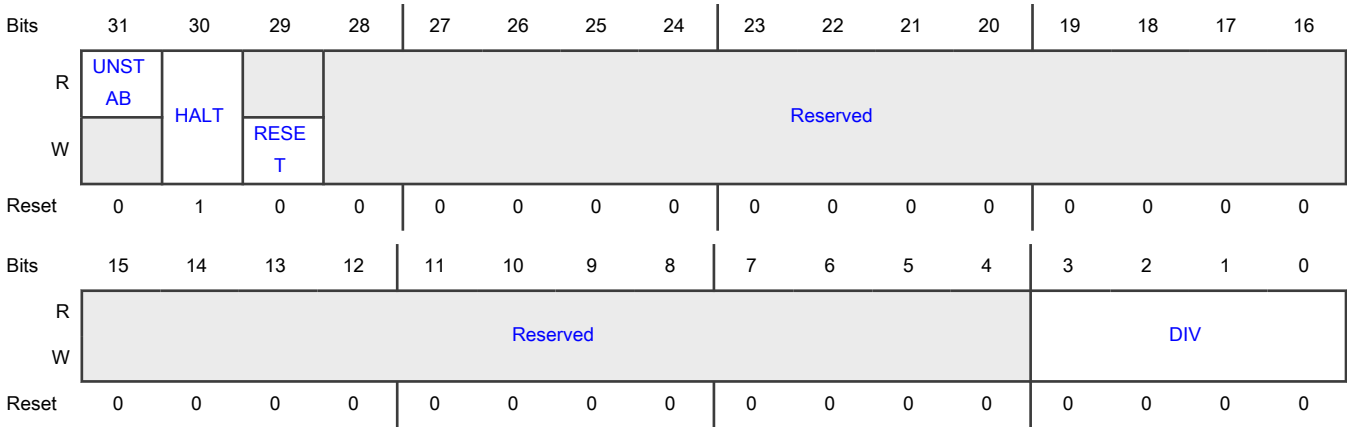 Bits 31 30 29 28 27 26 25 24 23 22 21 20 19 18 17 16
R UNST
AB
HALT Reserved
W RESE
T
Reset 0 1 0 0 0 0 0 0 0 0 0 0 0 0 0 0
Bits 15 14 13 12 11 10 9 8 7 6 5 4 3 2 1 0
R
Reserved DIV
W
Reset 0 0 0 0 0 0 0 0 0 0 0 0 0 0 0 0